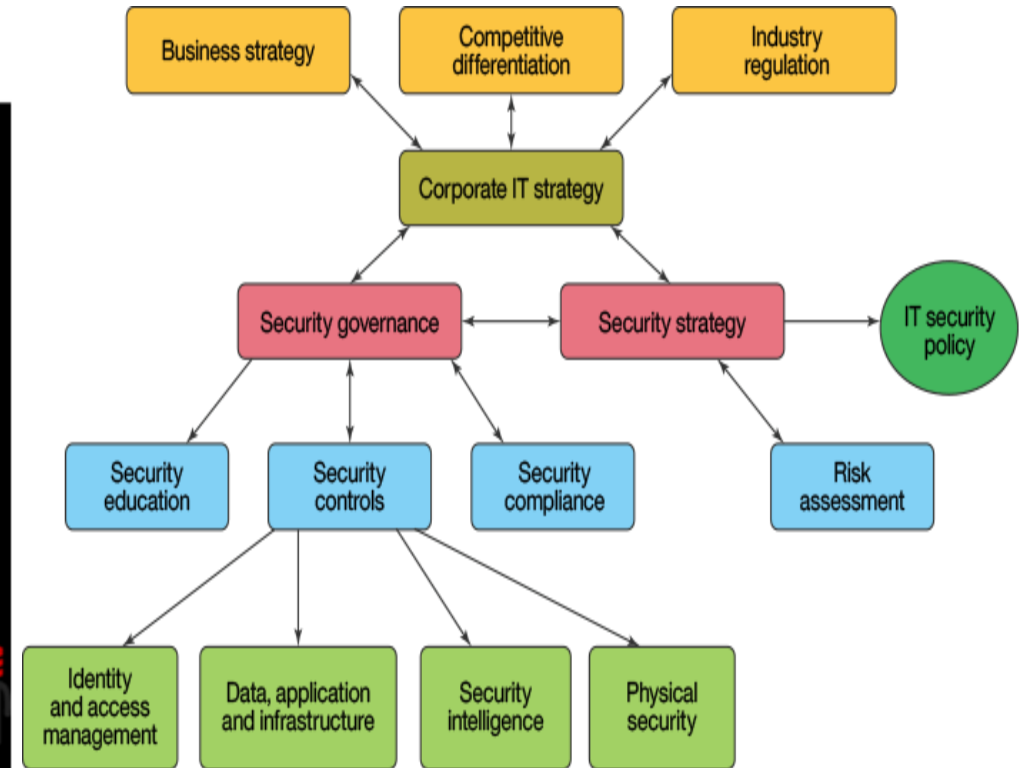 Business strategy
Competitive
differentiation
Industry
regulation
Corporate IT strategy
Security governance
Security strategy
IT security
policy
Security
education
Security
controls
Security
compliance
Risk
assessment
Identity
and access
management
Data, application
and infrastructure
Security
intelligence
Physical
security